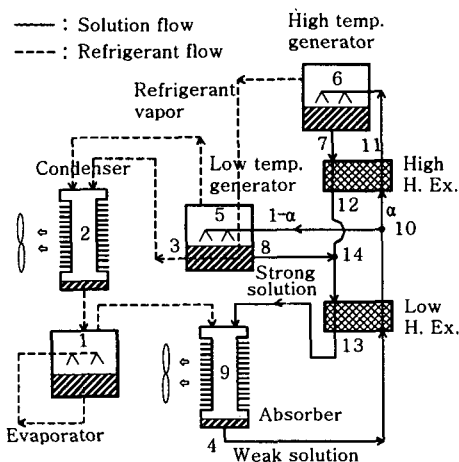 : Solution flow
: Refrigerant flow
High temp.
generator
6
Refrigerant
vapor
7
11
Condenser
Low temp.
generator
High
H. Ex.
12
2
5
1-α
α
10
3
8
14
Strong
solution
Low
H. Ex.
1
13
9
Evaporator
Absorber
4
Weak solution